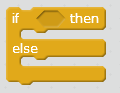 if then
else